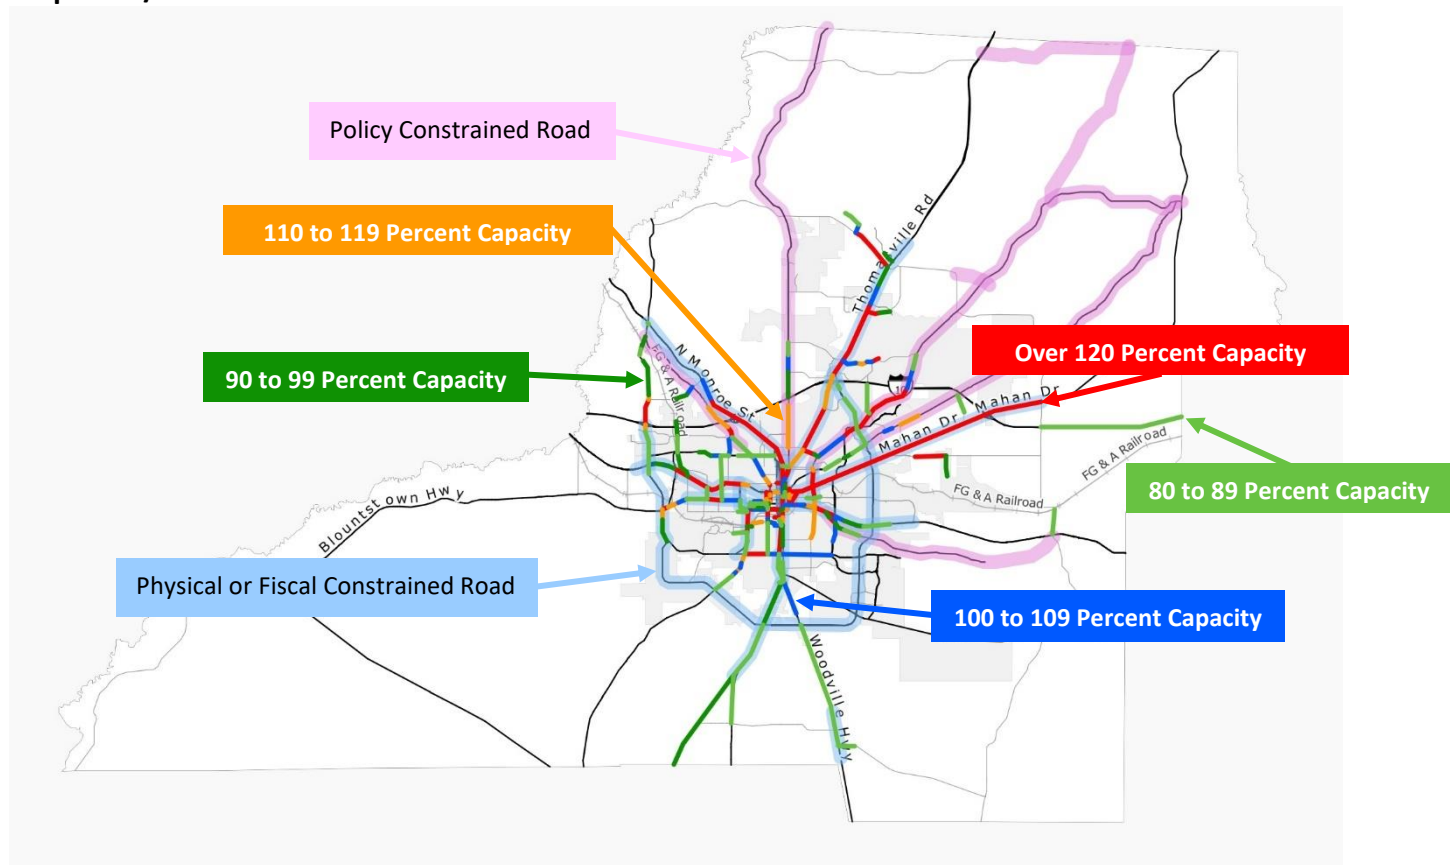 Policy Constrained Road
110 to 119 Percent Capacity
Thomasville Rd
Over 120 Percent Capacity
N Monroe St
FG & A Railroad
90 to 99 Percent Capacity
10
Mahan Dr
Mahan Dr
FG & A Railroad
80 to 89 Percent Capacity
FG & A Railroad
Blountstown Hwy
Physical or Fiscal Constrained Road
100 to 109 Percent Capacity
Woodville Hwy